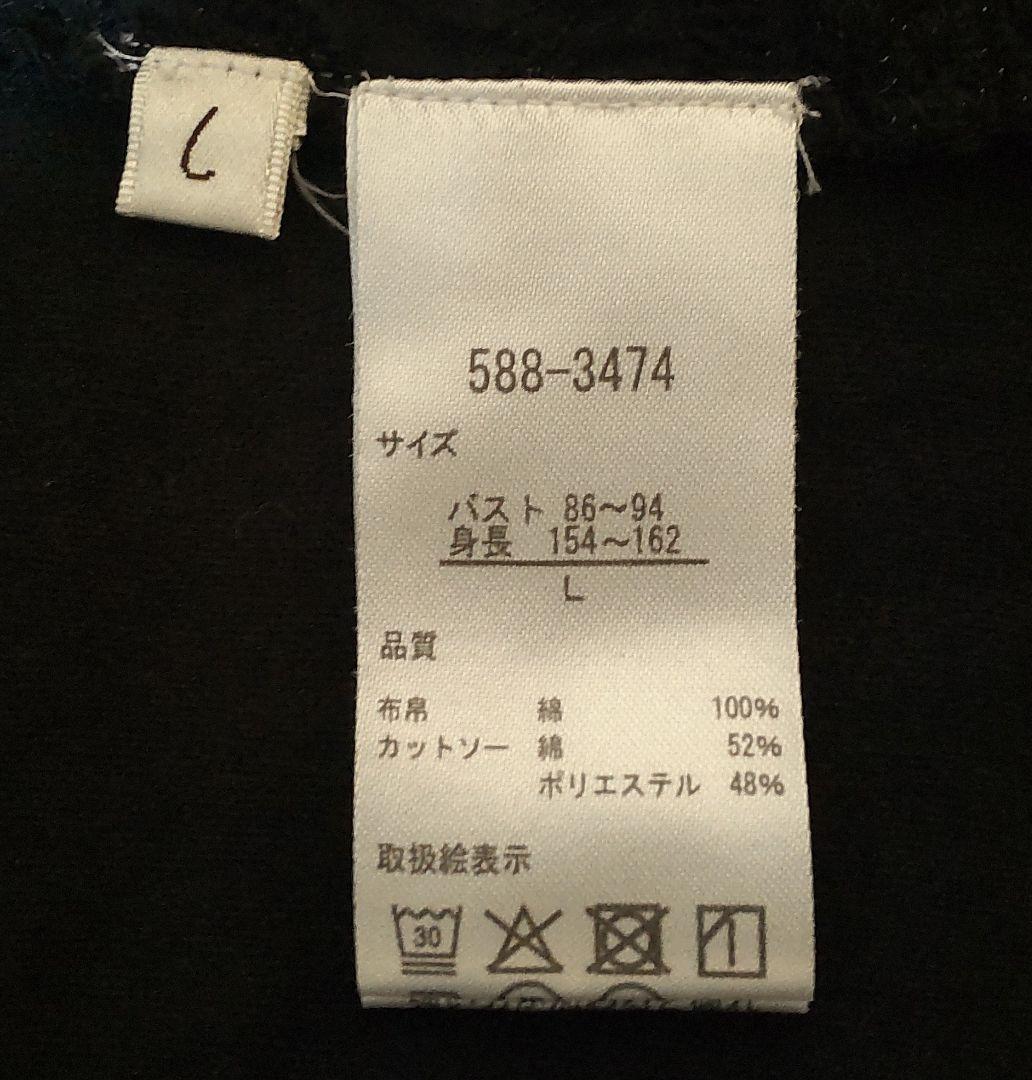 L
588-3474
サイズ
バスト 86～94
身長 154～162
L
品質
布帛 綿 100%
カットソー 綿 52%
ポリエステル 48%
取扱絵表示
30